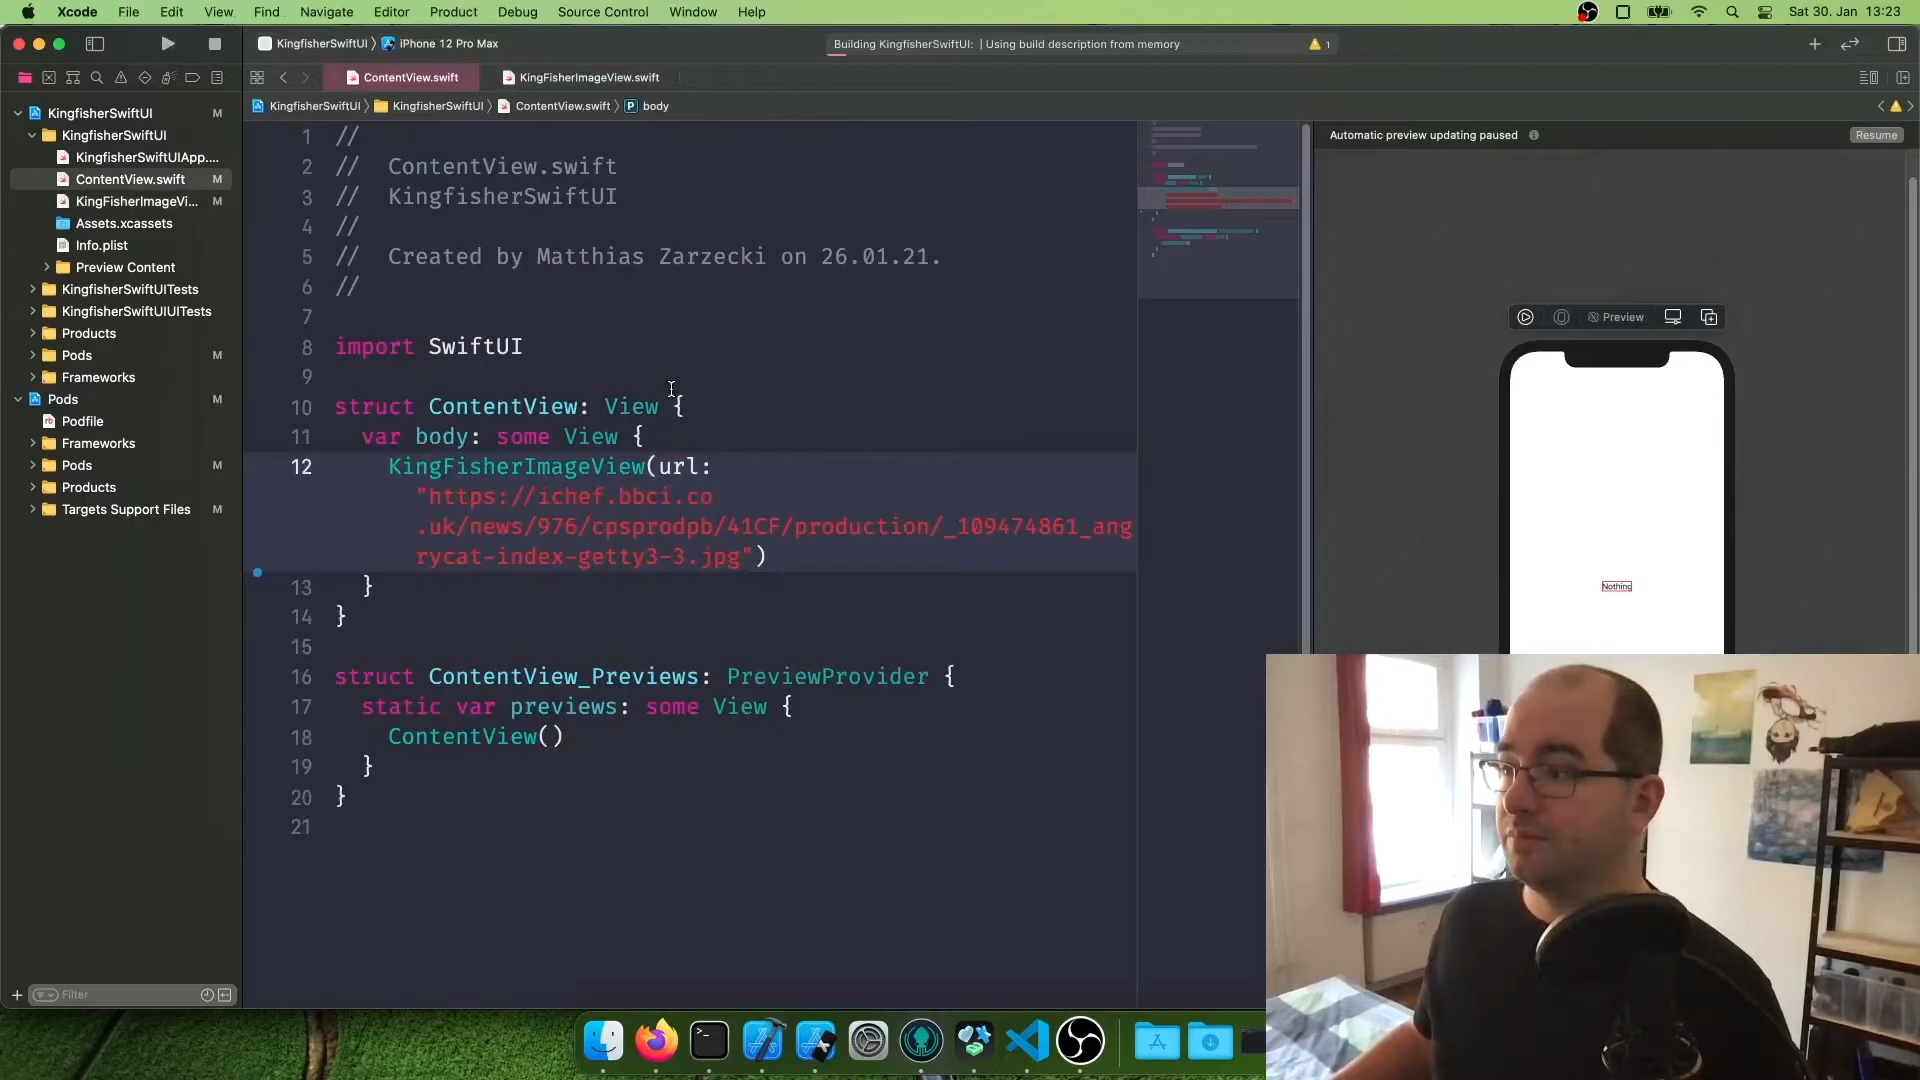 Xcode File Edit View Find Navigate Editor Product Debug Source Control Window Help
Sat 30. Jan 13:23
KingfisherSwiftUI
iPhone 12 Pro Max
Building KingfisherSwiftUI: | Using build description from memory
1
ContentView.swift
KingFisherImageView.swift
KingfisherSwiftUI
KingfisherSwiftUI
ContentView.swift
P body
KingfisherSwiftUI M
KingfisherSwiftUI
KingfisherSwiftUIApp....
ContentView.swift M
KingFisherImageVi... M
Assets.xcassets
Info.plist
Preview Content
KingfisherSwiftUITests
KingfisherSwiftUIUITests
Products
Pods M
Frameworks
Pods
Podfile
Frameworks
Pods M
Products
Targets Support Files M
Filter
1 //
2 //  ContentView.swift
3 //  KingfisherSwiftUI
4 //
5 //  Created by Matthias Zarzecki on 26.01.21.
6 //
7
8 import SwiftUI
9
10 struct ContentView: View {
11 var body: some View {
12 KingFisherImageView(url:
"https://ichef.bbci.co
.uk/news/976/cpsprodpb/41CF/production/_109474861_ang
rycat-index-getty3-3.jpg")
13 }
14 }
15
16 struct ContentView_Previews: PreviewProvider {
17 static var previews: some View {
18 ContentView()
19 }
20 }
21
Automatic preview updating paused
Resume
Preview
Nothing